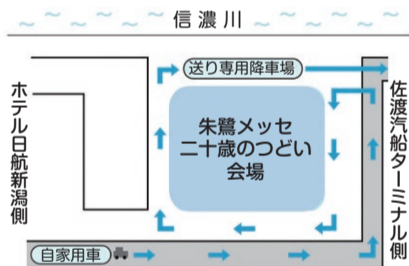 信濃川
送り専用降車場
朱鷺メッセ
二十歳のつどい
会場
ホテル日航新潟側
佐渡汽船ターミナル側
自家用車